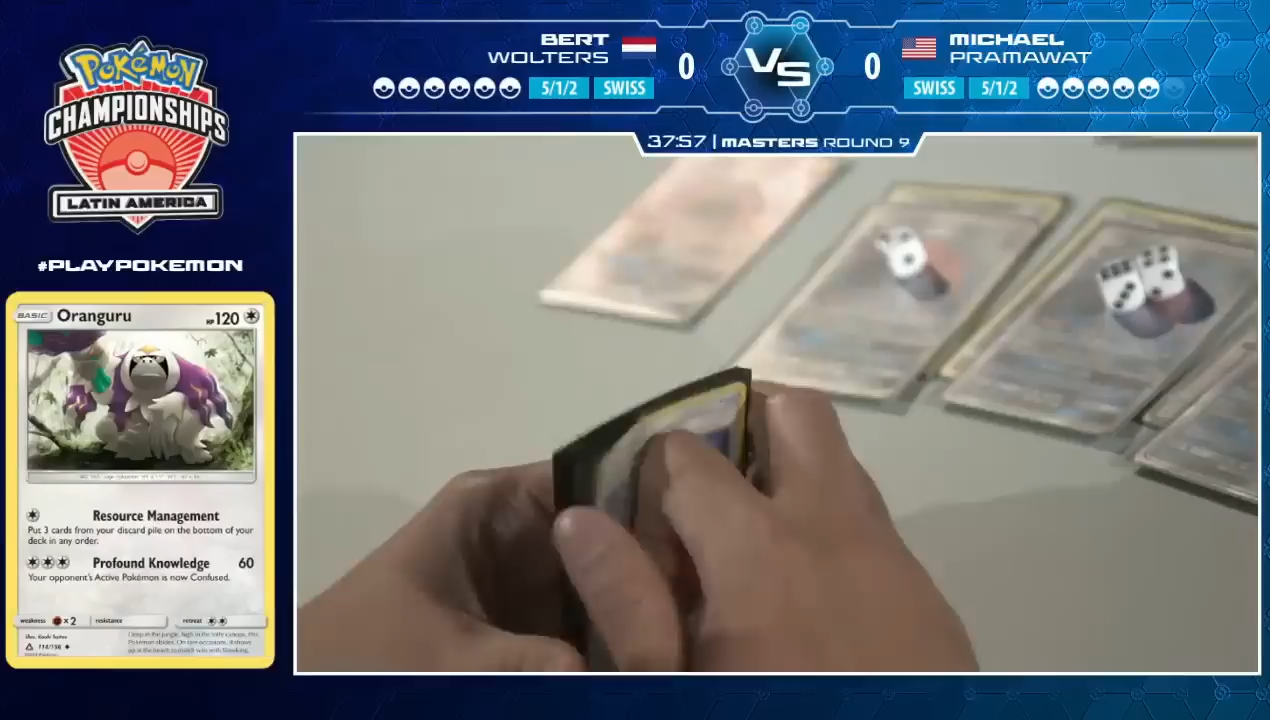 Pokémon
CHAMPIONSHIPS
LATIN AMERICA
#PLAYPOKEMON
BERT
WOLTERS
0
5/1/2
SWISS
VS
0
MICHAEL
PRAMAWAT
SWISS
5/1/2
37:57 | MASTERS ROUND 9
BASIC Oranguru HP120
Resource Management
Put 3 cards from your discard pile on the bottom of your
deck in any order.
Profound Knowledge 60
Your opponent's Active Pokémon is now Confused.
weakness ×2 resistance retreat
114/156